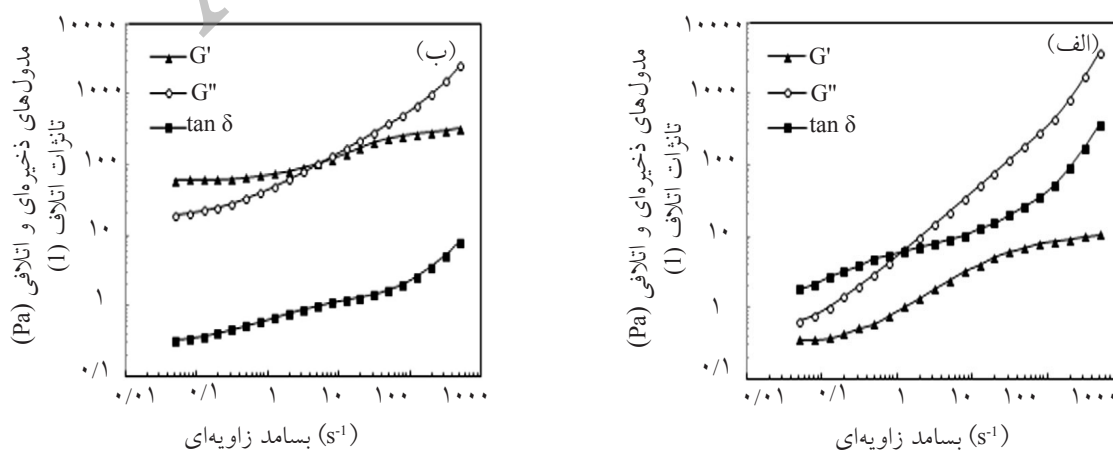 (الف)
G'
G"
tan δ
۱۰۰۰۰
۱۰۰۰
۱۰۰
۱۰
۱
۰/۱
۰/۰۱ ۰/۱ ۱ ۱۰ ۱۰۰ ۱۰۰۰
بسامد زاویه‌ای (s-1)
مدول‌های ذخیره‌ای و اتلافی (Pa)
تانژانت اتلاف (1)
(ب)
G'
G"
tan δ
۱۰۰۰۰
۱۰۰۰
۱۰۰
۱۰
۱
۰/۱
۰/۰۱ ۰/۱ ۱ ۱۰ ۱۰۰ ۱۰۰۰
بسامد زاویه‌ای (s-1)
مدول‌های ذخیره‌ای و اتلافی (Pa)
تانژانت اتلاف (1)